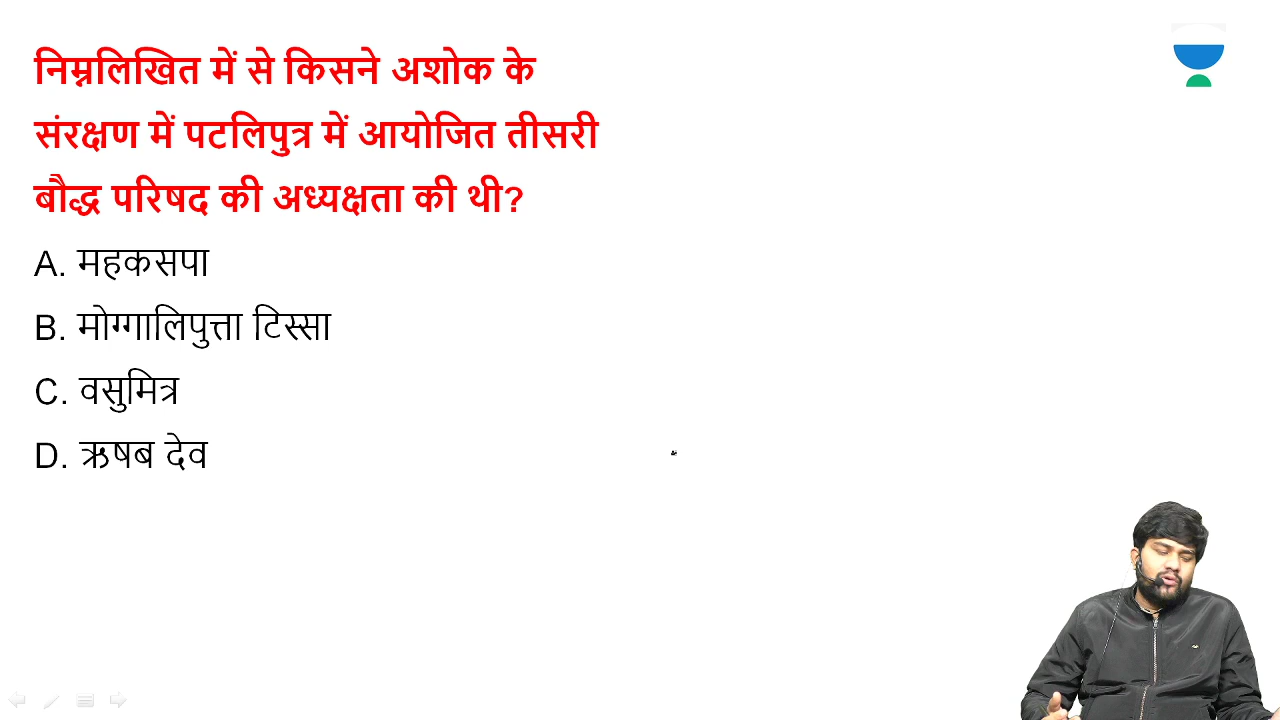 निम्नलिखित में से किसने अशोक के
संरक्षण में पटलिपुत्र में आयोजित तीसरी
बौद्ध परिषद की अध्यक्षता की थी?
A. महकसपा
B. मोग्गालिपुत्ता टिस्सा
C. वसुमित्र
D. ऋषब देव